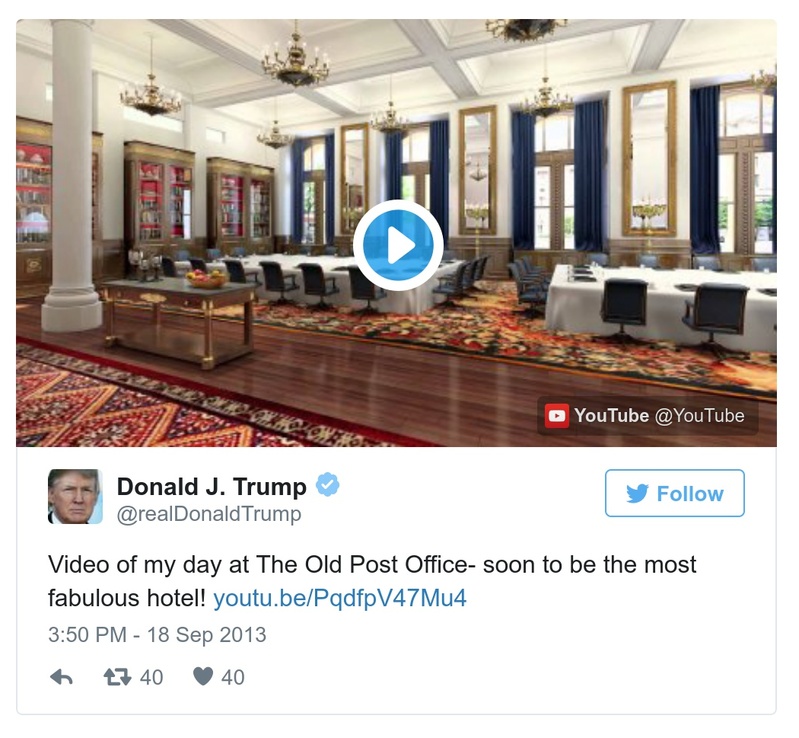 YouTube @YouTube
Donald J. Trump
@realDonaldTrump
Follow
Video of my day at The Old Post Office- soon to be the most
fabulous hotel! youtu.be/PqdfpV47Mu4
3:50 PM - 18 Sep 2013
40 40